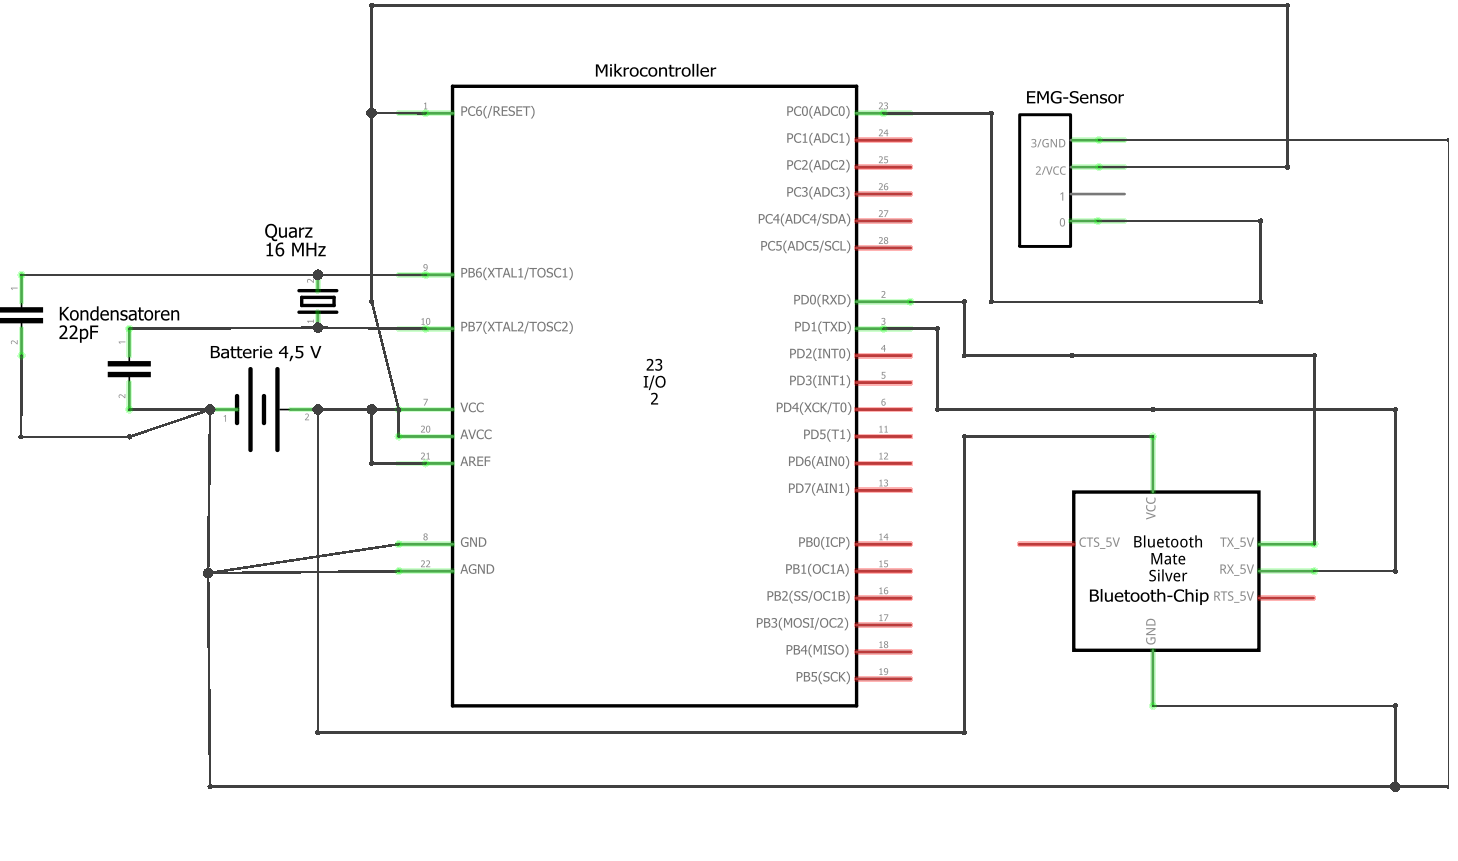 Mikrocontroller
EMG-Sensor
3/GND
2/VCC
1
0
Quarz
16 MHz
2
1
Kondensatoren
22pF
1
2
1
2
Batterie 4,5 V
1
2
1 PC6(/RESET)
9 PB6(XTAL1/TOSC1)
10 PB7(XTAL2/TOSC2)
7 VCC
20 AVCC
21 AREF
8 GND
22 AGND
23
I/O
2
PC0(ADC0) 23
PC1(ADC1) 24
PC2(ADC2) 25
PC3(ADC3) 26
PC4(ADC4/SDA) 27
PC5(ADC5/SCL) 28
PD0(RXD) 2
PD1(TXD) 3
PD2(INT0) 4
PD3(INT1) 5
PD4(XCK/T0) 6
PD5(T1) 11
PD6(AIN0) 12
PD7(AIN1) 13
PB0(ICP) 14
PB1(OC1A) 15
PB2(SS/OC1B) 16
PB3(MOSI/OC2) 17
PB4(MISO) 18
PB5(SCK) 19
VCC
CTS_5V
Bluetooth
Mate
Silver
Bluetooth-Chip
TX_5V
RX_5V
RTS_5V
GND